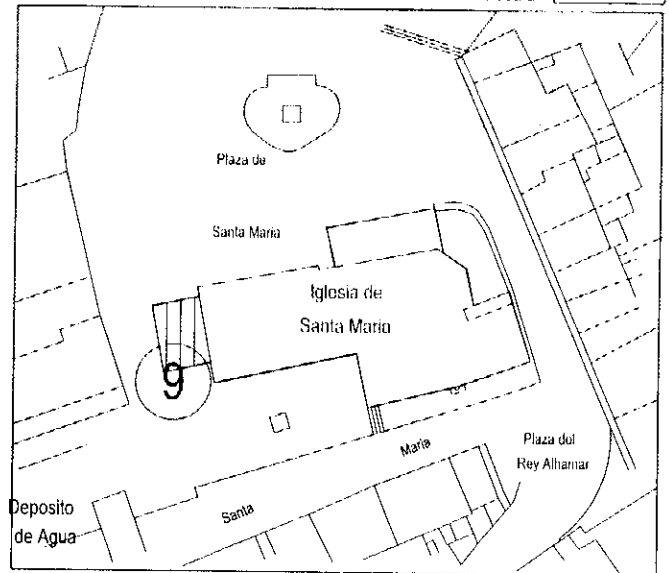 Plaza de
Santa Maria
Iglesia de
Santa Maria
9
Maria
Plaza del
Rey Alhamar
Santa
Deposito
de Agua